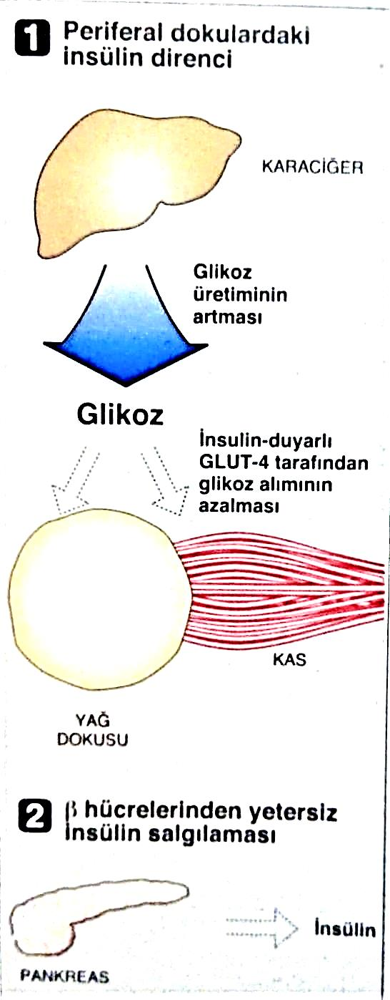 1 Periferal dokulardaki
insülin direnci
KARACİĞER
Glikoz
üretiminin
artması
Glikoz
İnsulin-duyarlı
GLUT-4 tarafından
glikoz alımının
azalması
KAS
YAĞ
DOKUSU
2 β hücrelerinden yetersiz
insülin salgılaması
İnsülin
PANKREAS